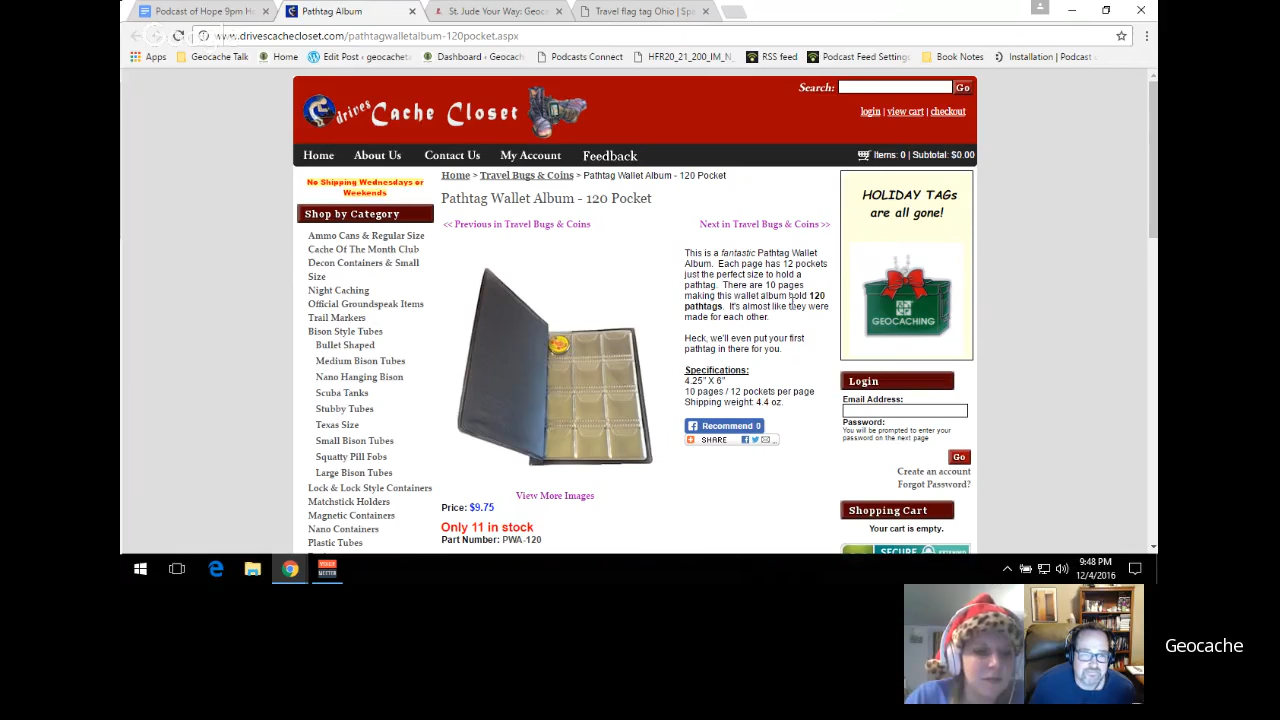 Podcast of Hope 9pm H
Pathtag Album
St. Jude Your Way: Geoca
Travel flag tag Ohio | Spa
www.drivescachecloset.com/pathtagwalletalbum-120pocket.aspx
Apps
Geocache Talk
Home
Edit Post ‹ geocachet
Dashboard ‹ Geocach
Podcasts Connect
HFR20_21_200_IM_N
RSS feed
Podcast Feed Settings
Book Notes
Installation | Podcast
drives Cache Closet
Search:
Go
login | view cart | checkout
Home
About Us
Contact Us
My Account
Feedback
Items: 0 | Subtotal: $0.00
No Shipping Wednesdays or
Weekends
Shop by Category
Ammo Cans & Regular Size
Cache Of The Month Club
Decon Containers & Small
Size
Night Caching
Official Groundspeak Items
Trail Markers
Bison Style Tubes
Bullet Shaped
Medium Bison Tubes
Nano Hanging Bison
Scuba Tanks
Stubby Tubes
Texas Size
Small Bison Tubes
Squatty Pill Fobs
Large Bison Tubes
Lock & Lock Style Containers
Matchstick Holders
Magnetic Containers
Nano Containers
Plastic Tubes
Home > Travel Bugs & Coins > Pathtag Wallet Album - 120 Pocket
Pathtag Wallet Album - 120 Pocket
<< Previous in Travel Bugs & Coins
Next in Travel Bugs & Coins >>
This is a fantastic Pathtag Wallet
Album. Each page has 12 pockets
just the perfect size to hold a
pathtag. There are 10 pages
making this wallet album hold 120
pathtags. It's almost like they were
made for each other.
Heck, we'll even put your first
pathtag in there for you.
Specifications:
4.25" X 6"
10 pages / 12 pockets per page
Shipping weight: 4.4 oz.
Recommend 0
SHARE
View More Images
Price: $9.75
Only 11 in stock
Part Number: PWA-120
HOLIDAY TAGs
are all gone!
GEOCACHING
Login
Email Address:
Password:
You will be prompted to enter your
password on the next page
Go
Create an account
Forgot Password?
Shopping Cart
Your cart is empty.
SECURE
9:48 PM
12/4/2016
Geocache